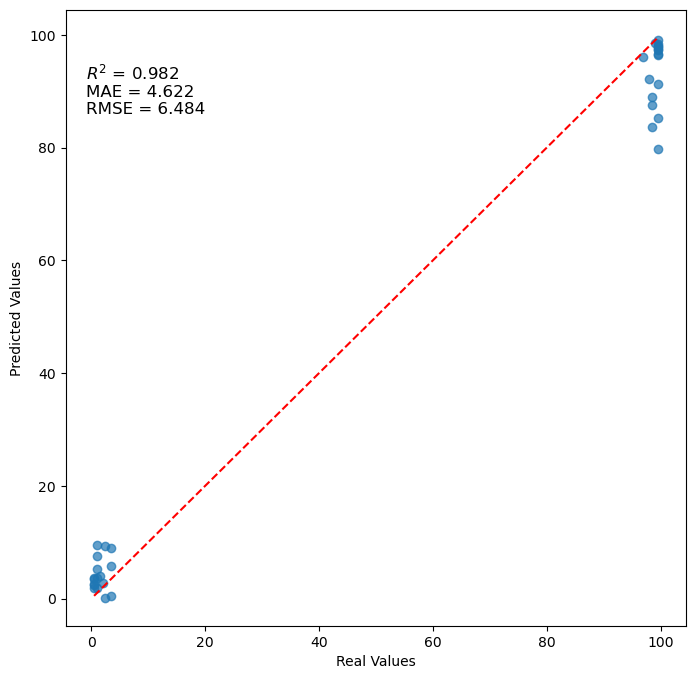 100
80
60
40
20
0
Predicted Values
R² = 0.982
MAE = 4.622
RMSE = 6.484
0 20 40 60 80 100
Real Values